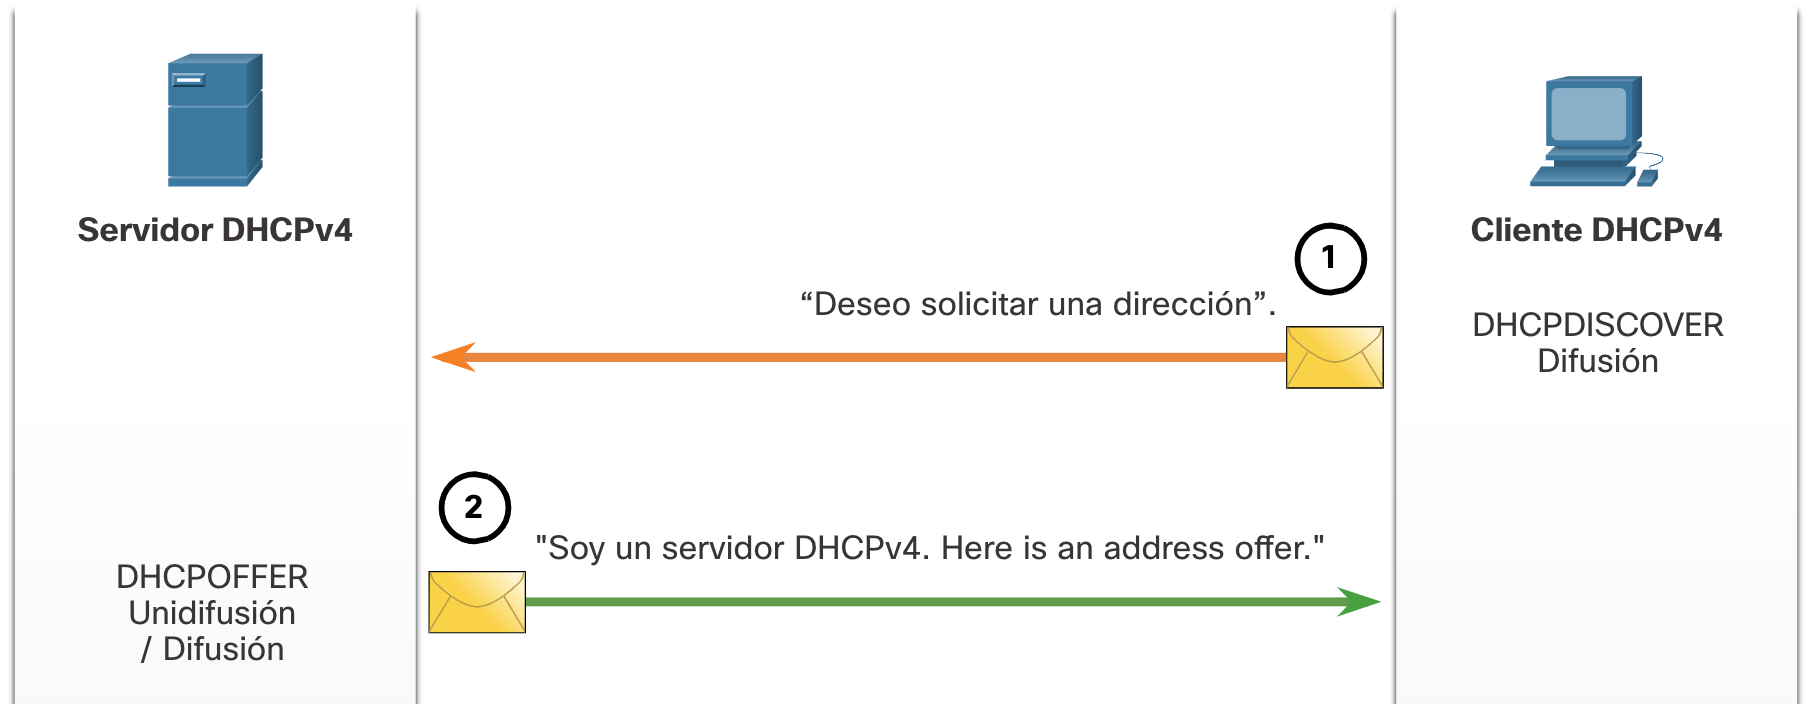 Servidor DHCPv4
Cliente DHCPv4
1
“Deseo solicitar una dirección”.
DHCPDISCOVER
Difusión
2
"Soy un servidor DHCPv4. Here is an address offer."
DHCPOFFER
Unidifusión
/ Difusión